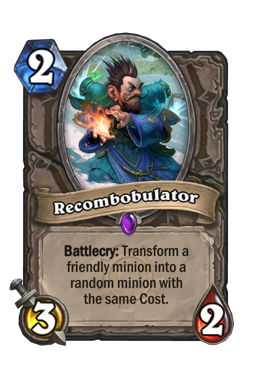 2
Recombobulator
Battlecry: Transform a
friendly minion into a
random minion with
the same Cost.
3
2